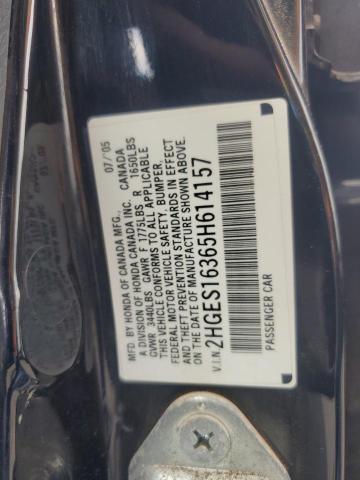 MFD. BY HONDA OF CANADA MFG., 07/05
A DIVISION OF HONDA CANADA INC. CANADA
GVWR 3440LBS GAWR F 1775LBS R 1650LBS
THIS VEHICLE CONFORMS TO ALL APPLICABLE
FEDERAL MOTOR VEHICLE SAFETY, BUMPER,
AND THEFT PREVENTION STANDARDS IN EFFECT
ON THE DATE OF MANUFACTURE SHOWN ABOVE.
V.I.N. 2HGES16365H614157
PASSENGER CAR